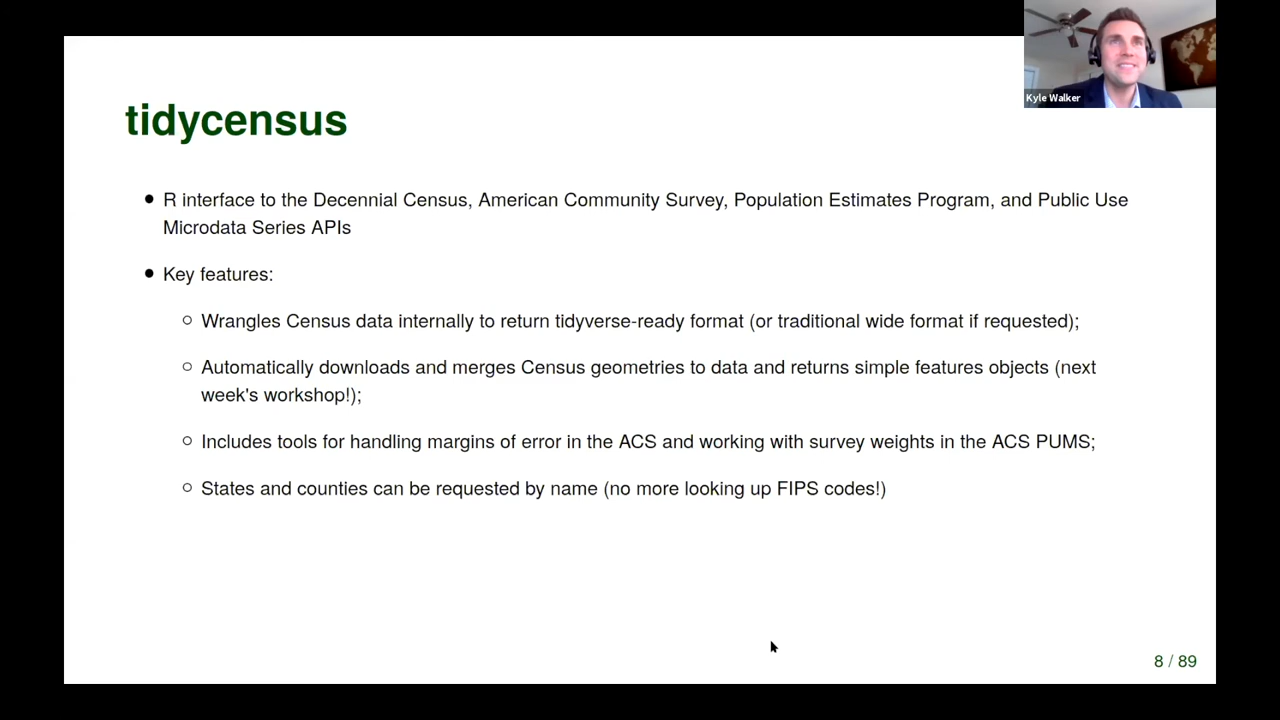 Kyle Walker
tidycensus
R interface to the Decennial Census, American Community Survey, Population Estimates Program, and Public Use
Microdata Series APIs
Key features:
Wrangles Census data internally to return tidyverse-ready format (or traditional wide format if requested);
Automatically downloads and merges Census geometries to data and returns simple features objects (next
week's workshop!);
Includes tools for handling margins of error in the ACS and working with survey weights in the ACS PUMS;
States and counties can be requested by name (no more looking up FIPS codes!)
8 / 89